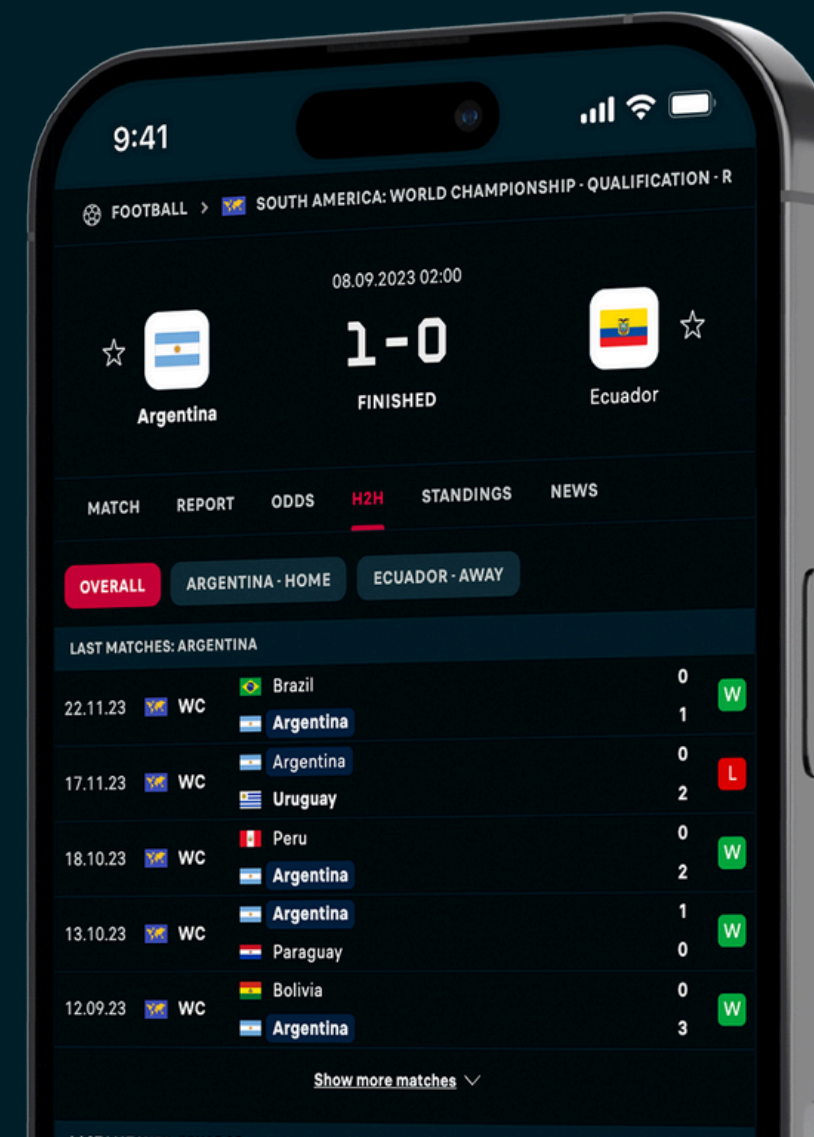 9:41
FOOTBALL > SOUTH AMERICA: WORLD CHAMPIONSHIP - QUALIFICATION - R
08.09.2023 02:00
1-0
FINISHED
Argentina
Ecuador
MATCH REPORT ODDS H2H STANDINGS NEWS
OVERALL ARGENTINA - HOME ECUADOR - AWAY
LAST MATCHES: ARGENTINA
22.11.23 WC Brazil 0 W
Argentina 1
17.11.23 WC Argentina 0 L
Uruguay 2
18.10.23 WC Peru 0 W
Argentina 2
13.10.23 WC Argentina 1 W
Paraguay 0
12.09.23 WC Bolivia 0 W
Argentina 3
Show more matches